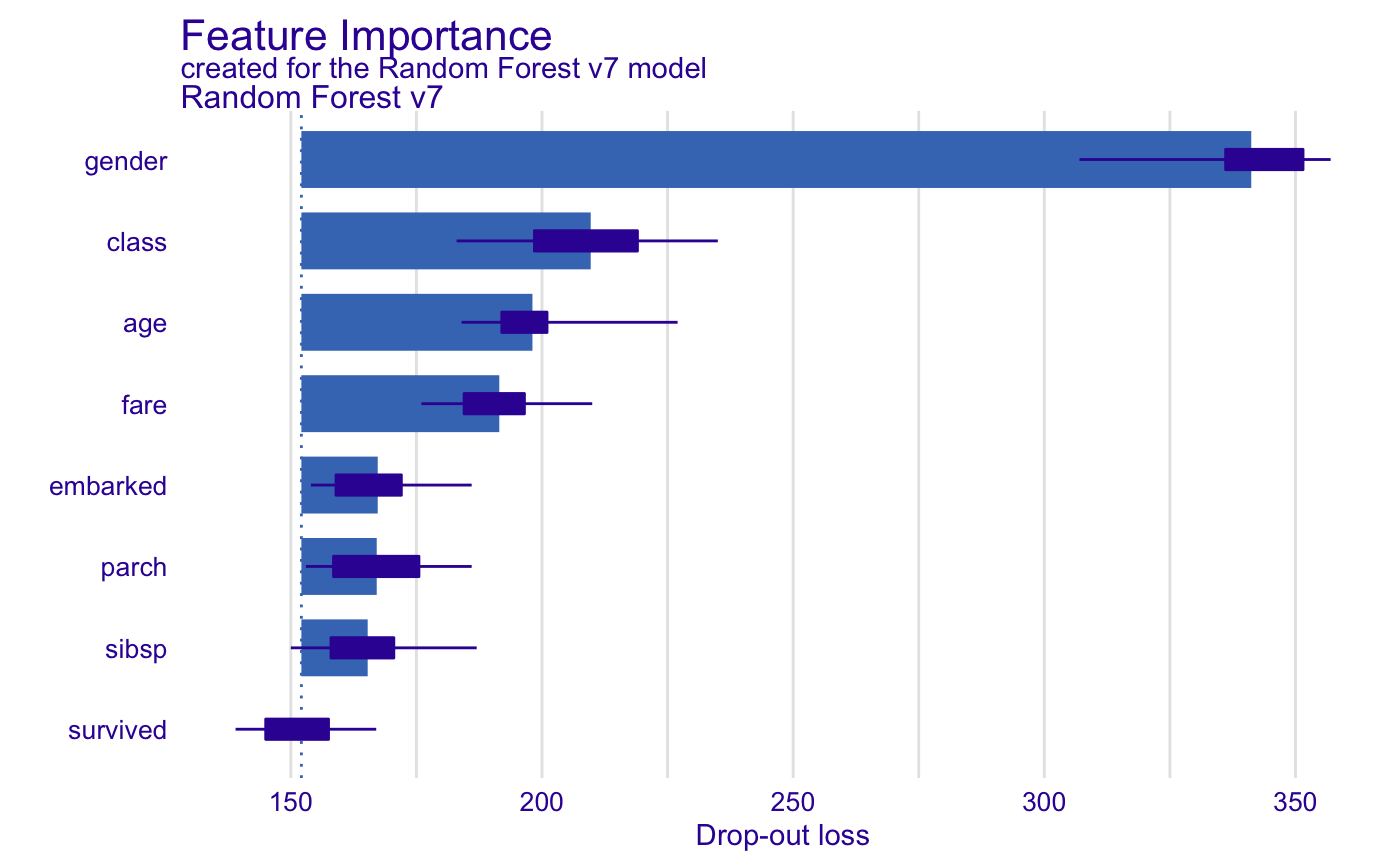 Feature Importance
created for the Random Forest v7 model
Random Forest v7
gender
class
age
fare
embarked
parch
sibsp
survived
150 200 250 300 350
Drop-out loss